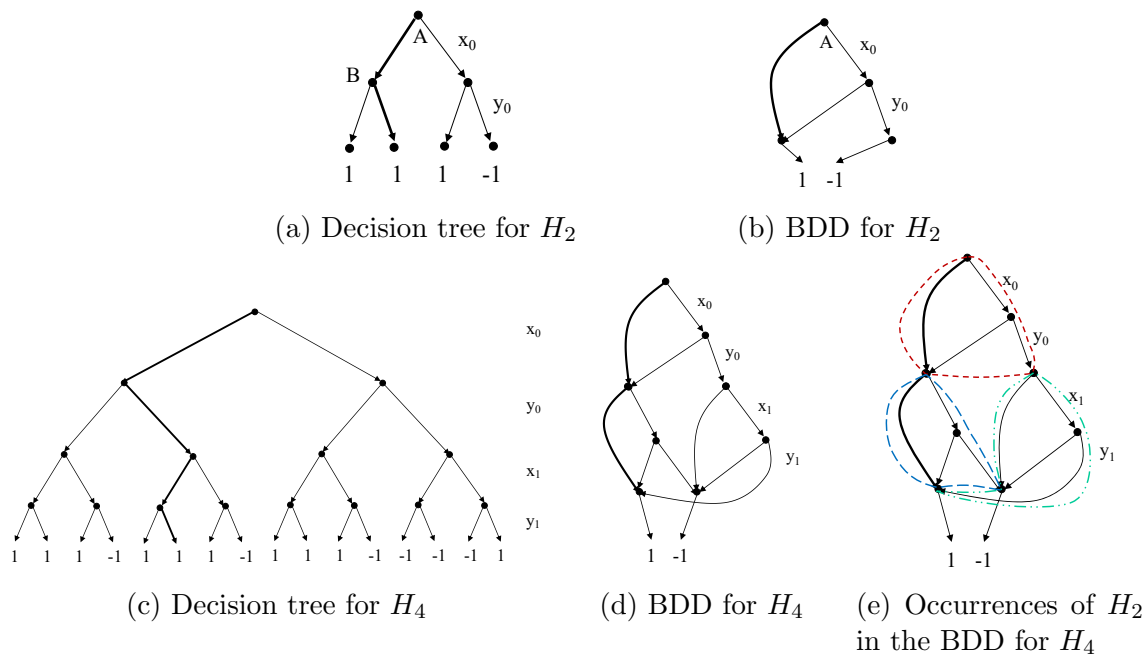 A
x₀
B
y₀
1 1 1 -1
(a) Decision tree for H₂
A
x₀
y₀
1 -1
(b) BDD for H₂
x₀
y₀
x₁
y₁
1 1 1 -1 1 1 1 -1 1 1 1 -1 -1 -1 -1 1
(c) Decision tree for H₄
x₀
y₀
x₁
y₁
1 -1
(d) BDD for H₄
x₀
y₀
x₁
y₁
1 -1
(e) Occurrences of H₂
in the BDD for H₄